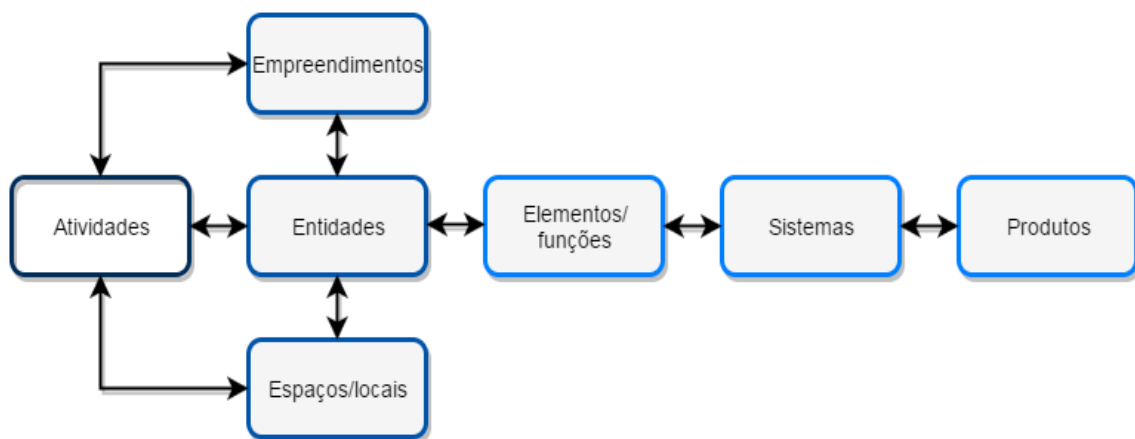 Empreendimentos
Atividades
Entidades
Elementos/
funções
Sistemas
Produtos
Espaços/locais